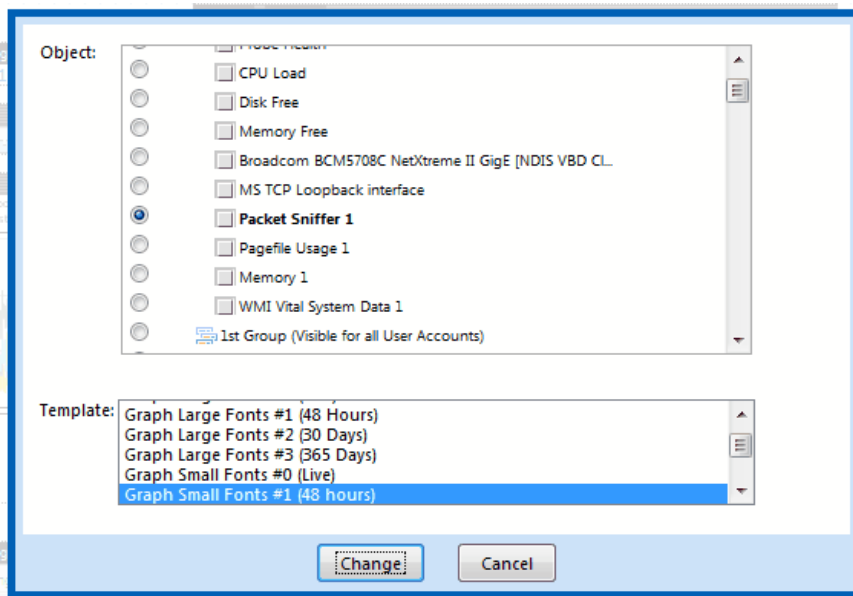 Object:
Probe Health
CPU Load
Disk Free
Memory Free
Broadcom BCM5708C NetXtreme II GigE [NDIS VBD Cl...
MS TCP Loopback interface
Packet Sniffer 1
Pagefile Usage 1
Memory 1
WMI Vital System Data 1
1st Group (Visible for all User Accounts)
Template:
Graph Large Fonts #1 (48 Hours)
Graph Large Fonts #2 (30 Days)
Graph Large Fonts #3 (365 Days)
Graph Small Fonts #0 (Live)
Graph Small Fonts #1 (48 hours)
Change
Cancel